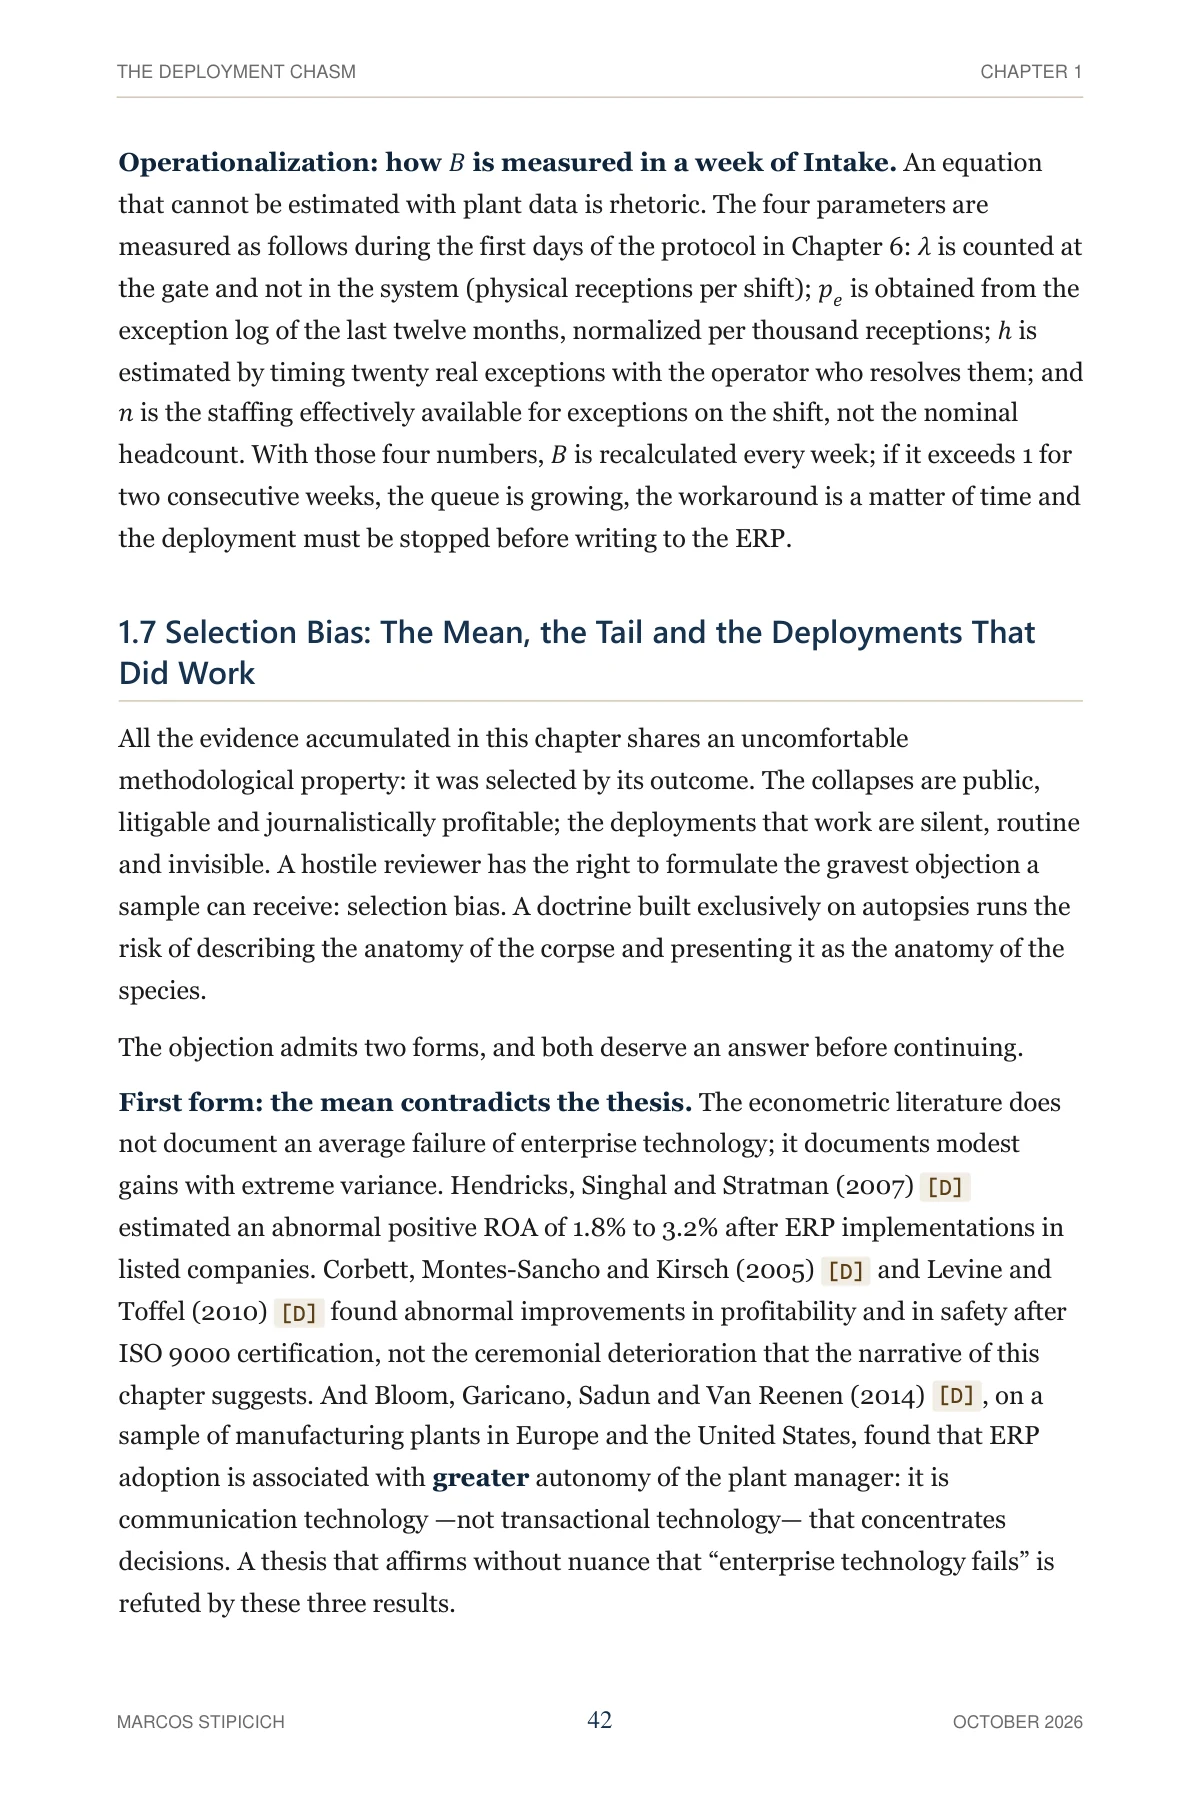 THE DEPLOYMENT CHASM
CHAPTER 1
Operationalization: how B is measured in a week of Intake. An equation
that cannot be estimated with plant data is rhetoric. The four parameters are
measured as follows during the first days of the protocol in Chapter 6: λ is counted at
the gate and not in the system (physical receptions per shift); pₑ is obtained from the
exception log of the last twelve months, normalized per thousand receptions; h is
estimated by timing twenty real exceptions with the operator who resolves them; and
n is the staffing effectively available for exceptions on the shift, not the nominal
headcount. With those four numbers, B is recalculated every week; if it exceeds 1 for
two consecutive weeks, the queue is growing, the workaround is a matter of time and
the deployment must be stopped before writing to the ERP.
1.7 Selection Bias: The Mean, the Tail and the Deployments That
Did Work
All the evidence accumulated in this chapter shares an uncomfortable
methodological property: it was selected by its outcome. The collapses are public,
litigable and journalistically profitable; the deployments that work are silent, routine
and invisible. A hostile reviewer has the right to formulate the gravest objection a
sample can receive: selection bias. A doctrine built exclusively on autopsies runs the
risk of describing the anatomy of the corpse and presenting it as the anatomy of the
species.
The objection admits two forms, and both deserve an answer before continuing.
First form: the mean contradicts the thesis. The econometric literature does
not document an average failure of enterprise technology; it documents modest
gains with extreme variance. Hendricks, Singhal and Stratman (2007) [D]
estimated an abnormal positive ROA of 1.8% to 3.2% after ERP implementations in
listed companies. Corbett, Montes-Sancho and Kirsch (2005) [D] and Levine and
Toffel (2010) [D] found abnormal improvements in profitability and in safety after
ISO 9000 certification, not the ceremonial deterioration that the narrative of this
chapter suggests. And Bloom, Garicano, Sadun and Van Reenen (2014) [D], on a
sample of manufacturing plants in Europe and the United States, found that ERP
adoption is associated with greater autonomy of the plant manager: it is
communication technology —not transactional technology— that concentrates
decisions. A thesis that affirms without nuance that “enterprise technology fails” is
refuted by these three results.
MARCOS STIPICICH
42
OCTOBER 2026